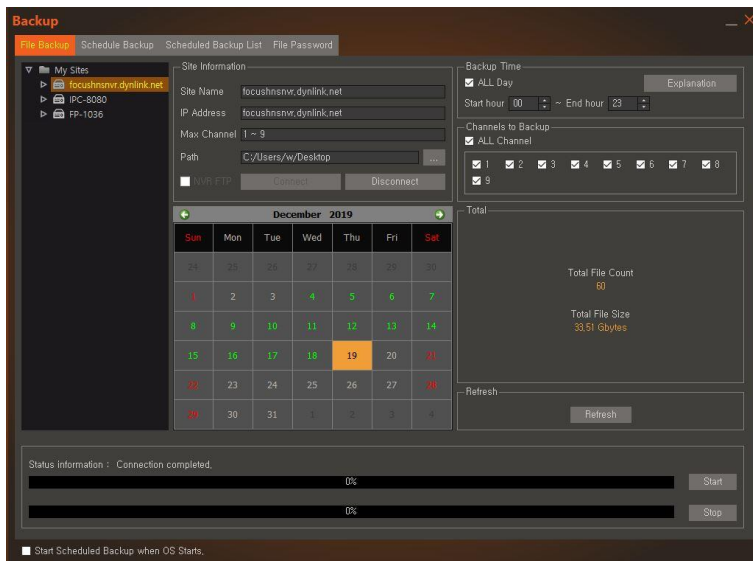 Backup
File Backup Schedule Backup Scheduled Backup List File Password
My Sites
focushnsnvr.dynlink.net
IPC-8080
FP-1036
Site Information
Site Name focushnsnvr.dynlink.net
IP Address focushnsnvr.dynlink.net
Max Channel 1 ~ 9
Path C:/Users/w/Desktop ...
NVR FTP Connect Disconnect
Backup Time
ALL Day Explanation
Start hour 00 ~ End hour 23
Channels to Backup
ALL Channel
1 2 3 4 5 6 7 8
9
December 2019
Sun Mon Tue Wed Thu Fri Sat
24 25 26 27 28 29 30
1 2 3 4 5 6 7
8 9 10 11 12 13 14
15 16 17 18 19 20 21
22 23 24 25 26 27 28
29 30 31 1 2 3 4
Total
Total File Count
60
Total File Size
33.51 Gbytes
Refresh
Refresh
Status information : Connection completed.
0% Start
0% Stop
Start Scheduled Backup when OS Starts.